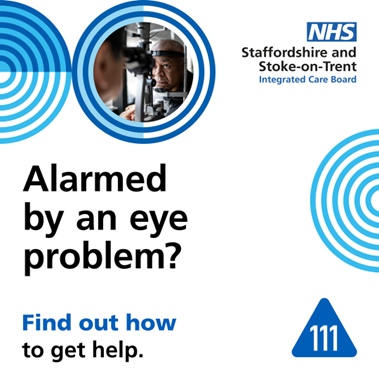 NHS
Staffordshire and
Stoke-on-Trent
Integrated Care Board
Alarmed
by an eye
problem?
Find out how
to get help.
111